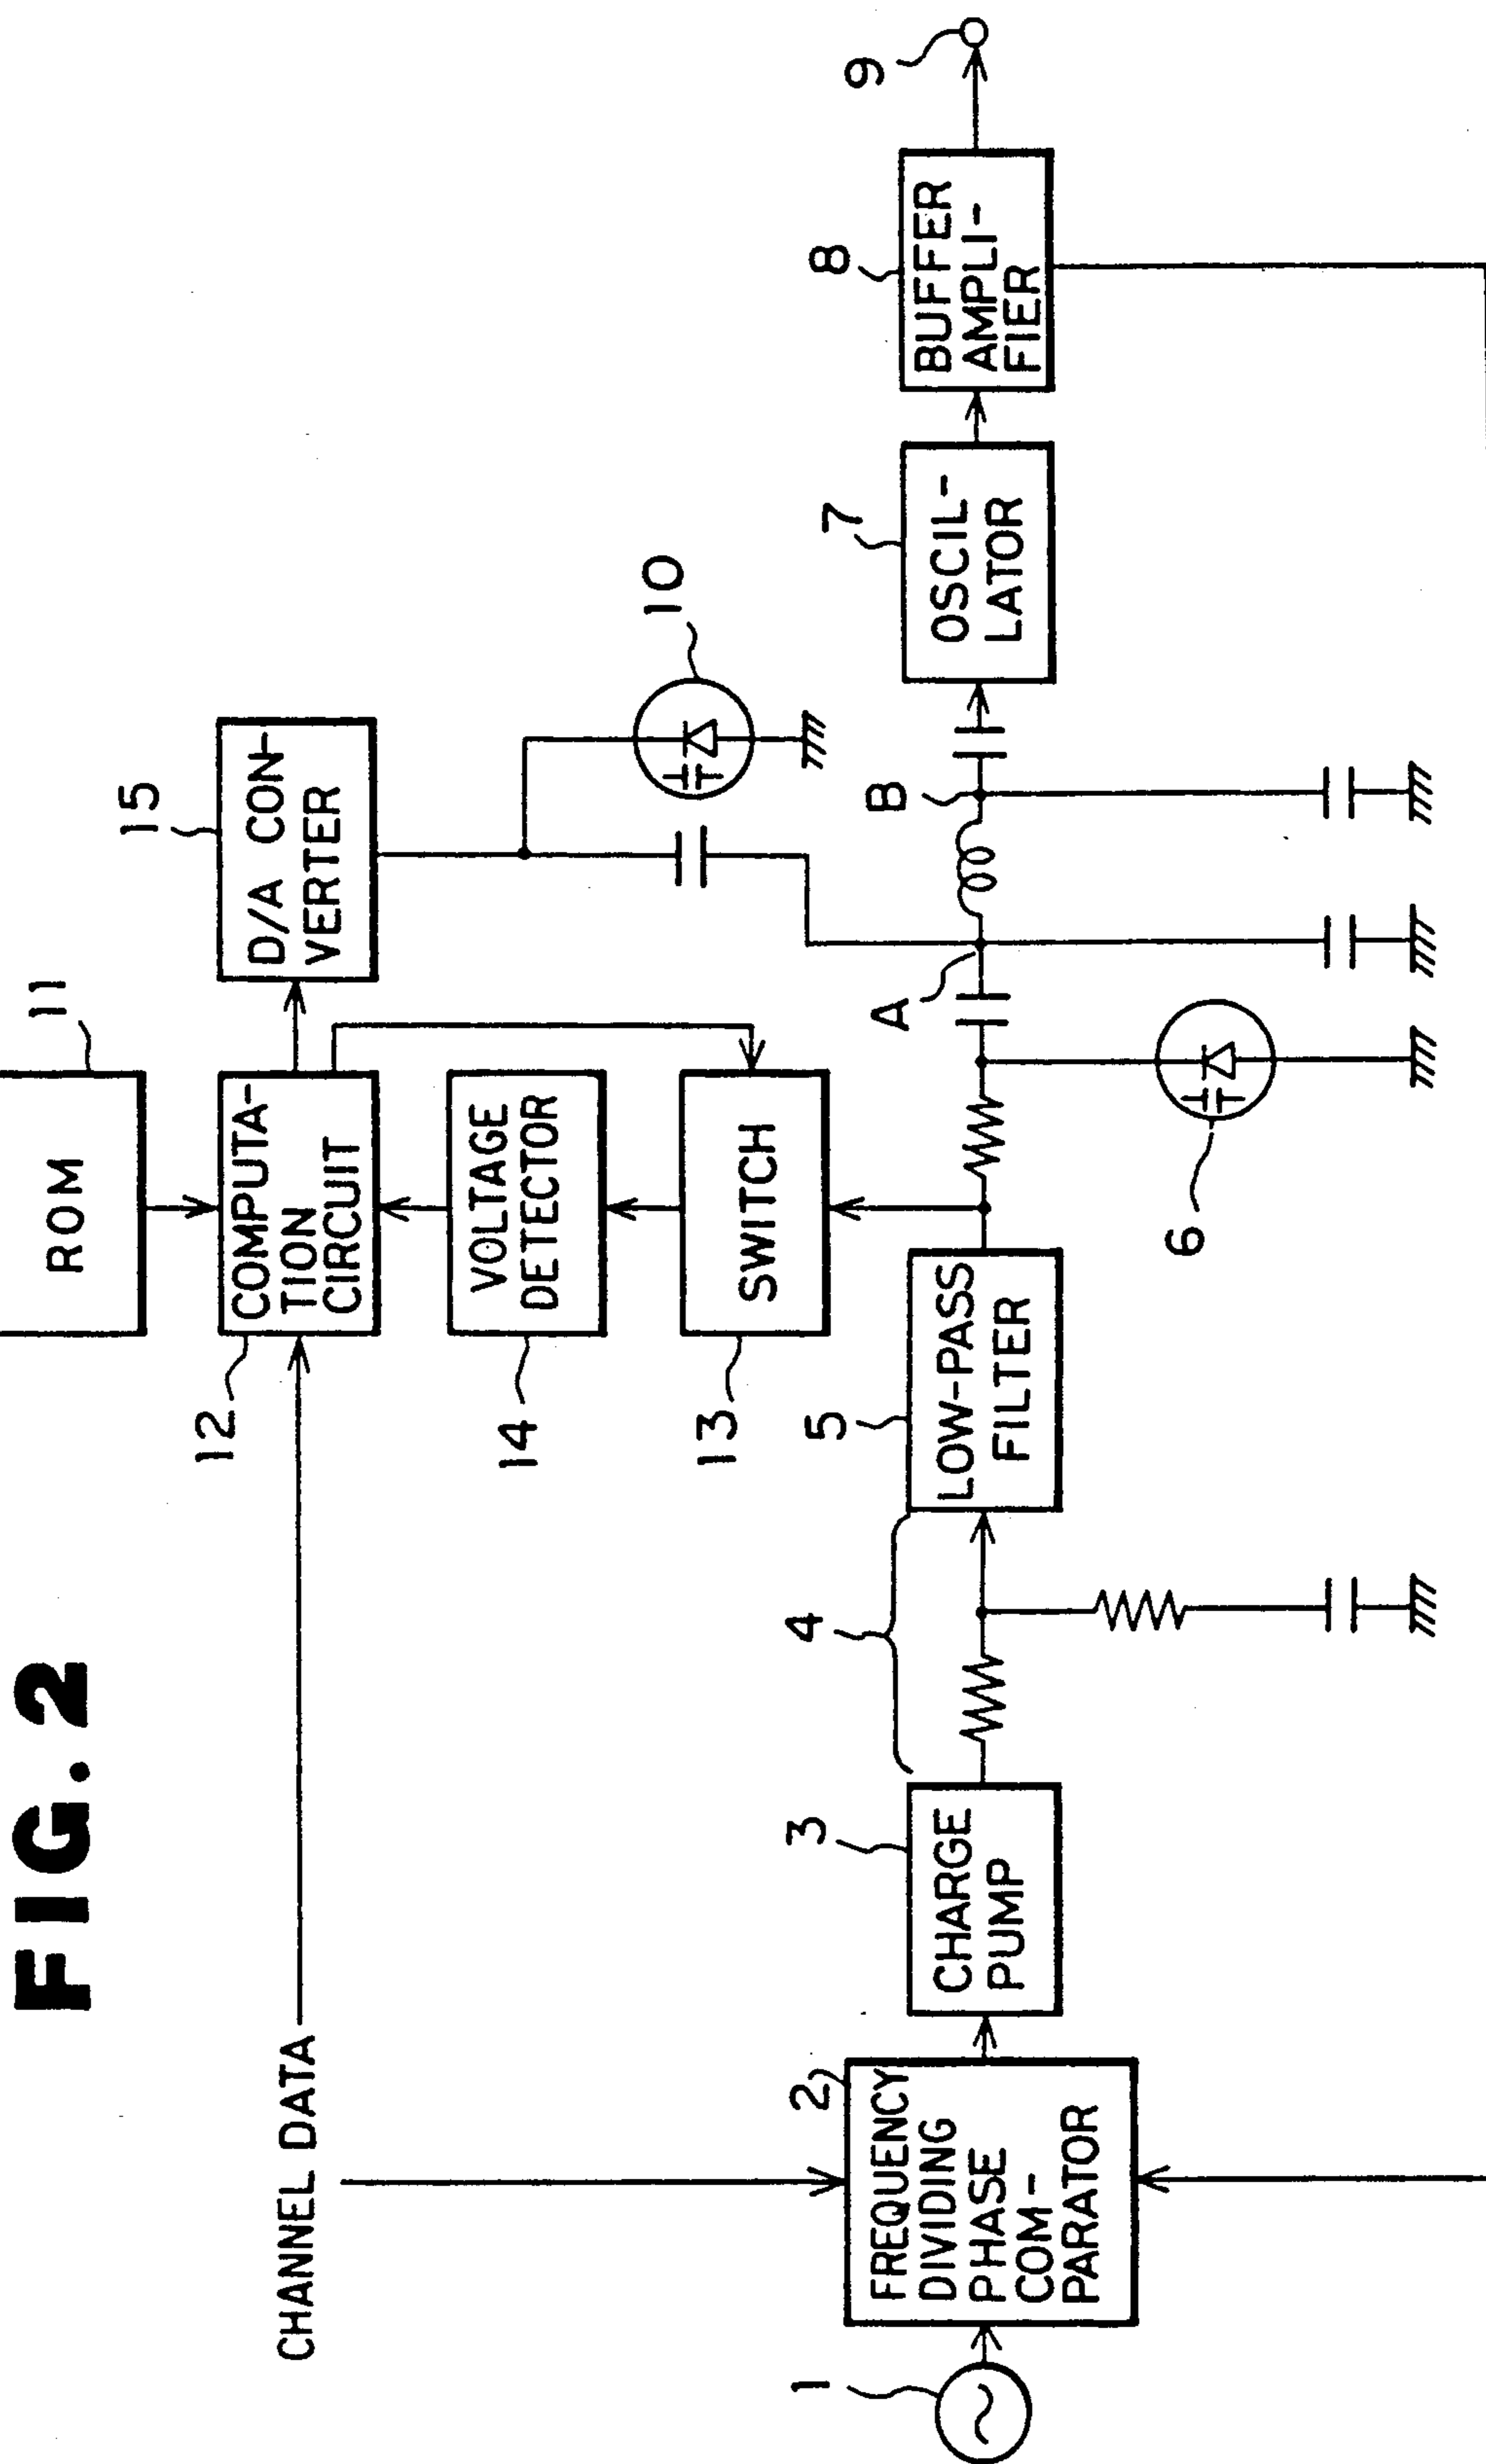 FIG. 2
11
ROM
CHANNEL DATA
12
COMPUTA-
TION
CIRCUIT
15
D/A CON-
VERTER
14
VOLTAGE
DETECTOR
10
13
SWITCH
1
2
FREQUENCY
DIVIDING
PHASE
COM-
PARATOR
3
CHARGE
PUMP
4
5
LOW-PASS
FILTER
A
B
7
OSCIL-
LATOR
8
BUFFER
AMPLI-
FIER
9
6